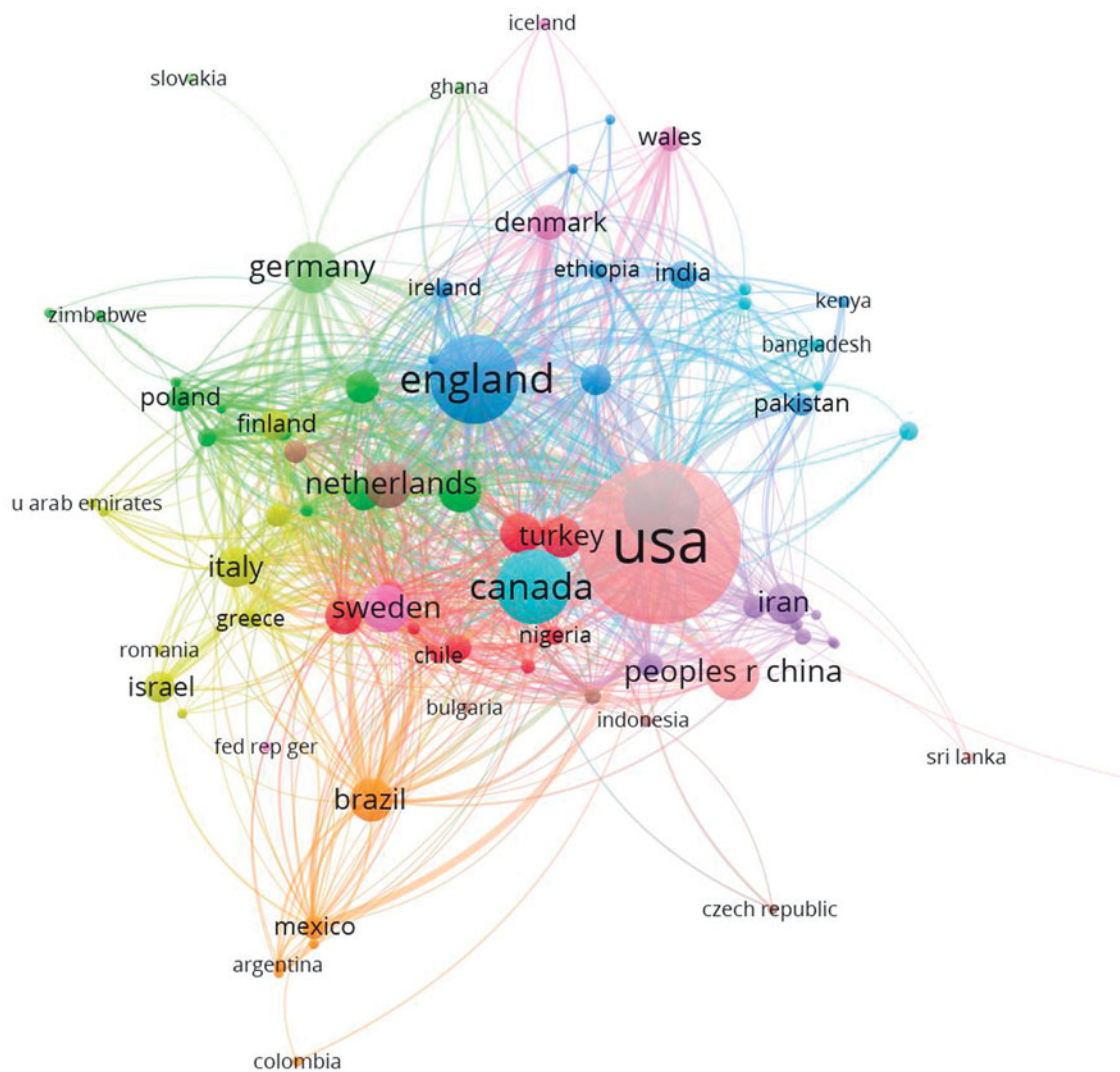 iceland
slovakia
ghana
wales
denmark
germany
ethiopia
india
ireland
kenya
zimbabwe
bangladesh
england
poland
pakistan
finland
netherlands
u arab emirates
turkey
usa
italy
canada
iran
sweden
greece
nigeria
romania
chile
peoples r china
israel
bulgaria
indonesia
fed rep ger
sri lanka
brazil
czech republic
mexico
argentina
colombia